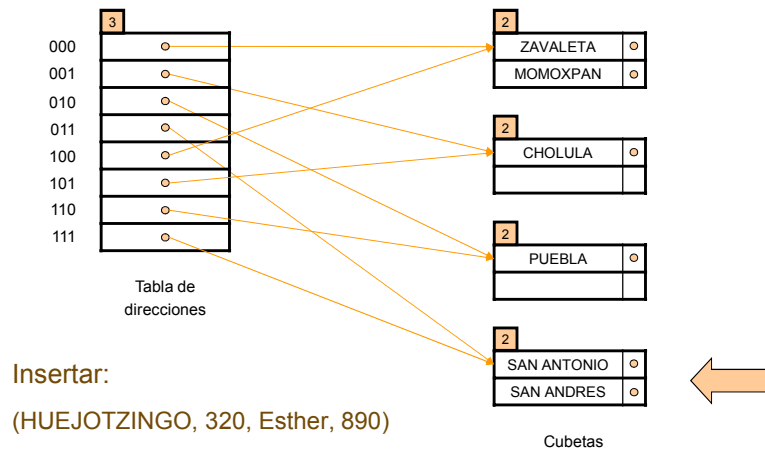 3
000
001
010
011
100
101
110
111
Tabla de
direcciones
2
ZAVALETA
MOMOXPAN
2
CHOLULA
2
PUEBLA
2
SAN ANTONIO
SAN ANDRES
Cubetas
Insertar:
(HUEJOTZINGO, 320, Esther, 890)